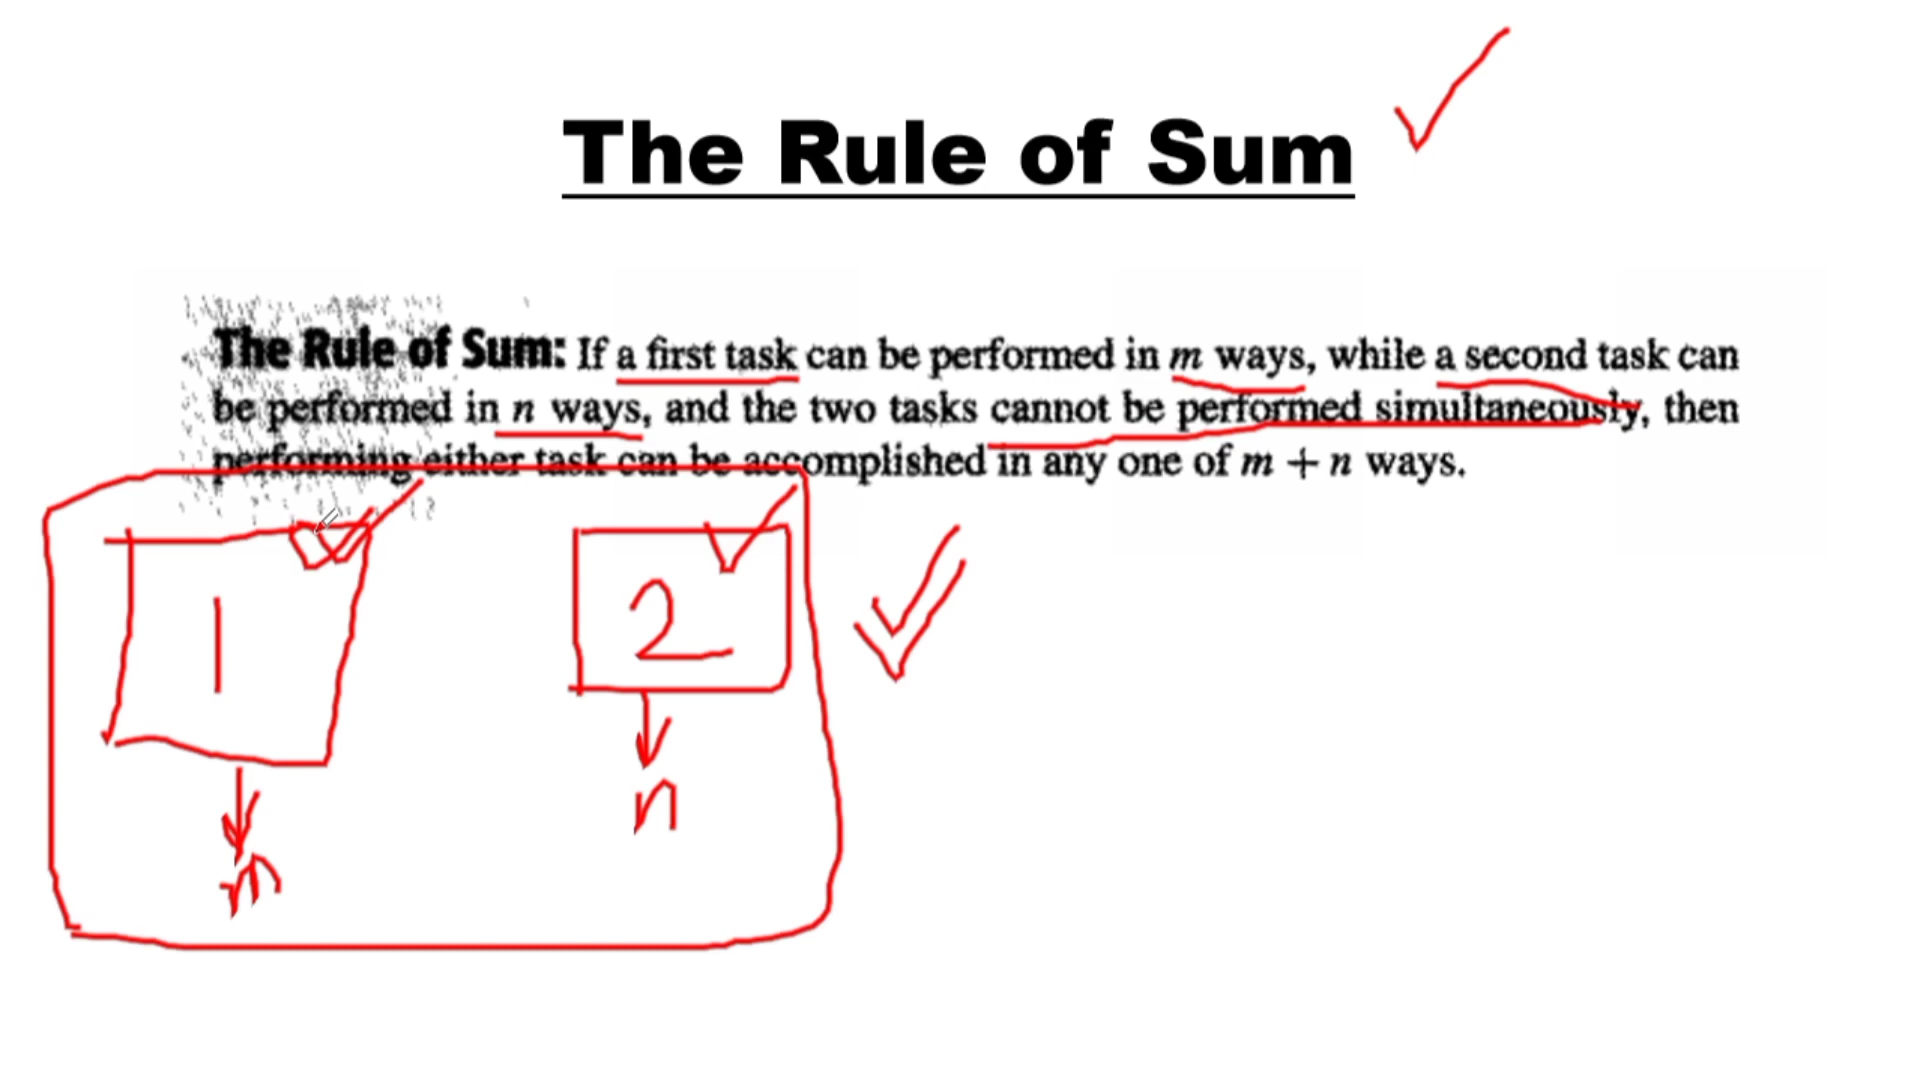 The Rule of Sum
The Rule of Sum: If a first task can be performed in m ways, while a second task can
be performed in n ways, and the two tasks cannot be performed simultaneously, then
performing either task can be accomplished in any one of m + n ways.
1 2
n
m